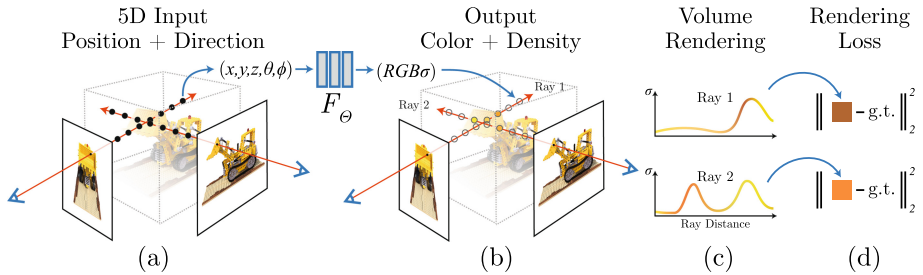 5D Input
Position + Direction
Output
Color + Density
Volume
Rendering
Rendering
Loss
(x,y,z,θ,ϕ)
F_Θ
(RGBσ)
Ray 1
Ray 2
σ
Ray 1
σ
Ray 2
Ray Distance
‖ – g.t. ‖²₂
‖ – g.t. ‖²₂
(a)
(b)
(c)
(d)